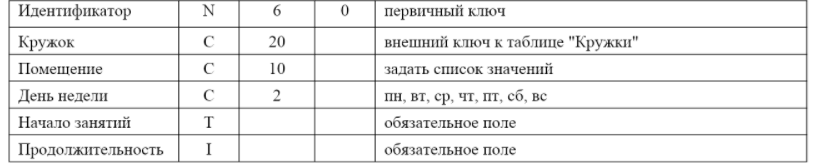 Идентификатор N 6 0 первичный ключ
Кружок C 20 внешний ключ к таблице "Кружки"
Помещение C 10 задать список значений
День недели C 2 пн, вт, ср, чт, пт, сб, вс
Начало занятий T обязательное поле
Продолжительность I обязательное поле